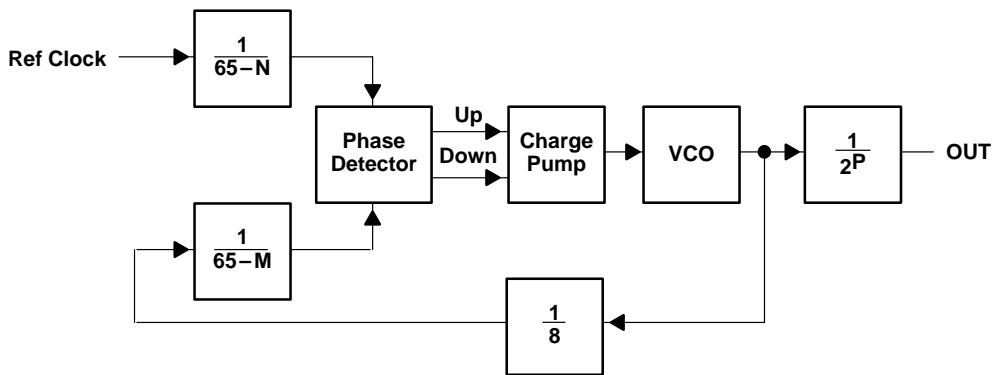 Ref Clock
1
65–N
Phase
Detector
Up
Down
Charge
Pump
VCO
1
2P
OUT
1
65–M
1
8